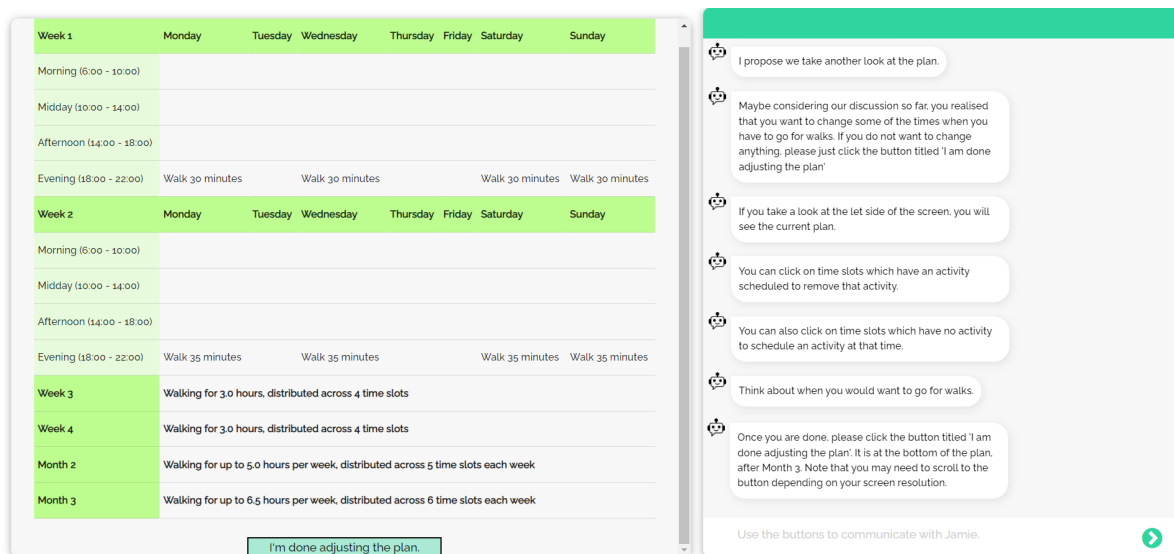 Week 1 Monday Tuesday Wednesday Thursday Friday Saturday Sunday
Morning (6:00 - 10:00)
Midday (10:00 - 14:00)
Afternoon (14:00 - 18:00)
Evening (18:00 - 22:00) Walk 30 minutes Walk 30 minutes Walk 30 minutes Walk 30 minutes
Week 2 Monday Tuesday Wednesday Thursday Friday Saturday Sunday
Morning (6:00 - 10:00)
Midday (10:00 - 14:00)
Afternoon (14:00 - 18:00)
Evening (18:00 - 22:00) Walk 35 minutes Walk 35 minutes Walk 35 minutes Walk 35 minutes
Week 3 Walking for 3.0 hours, distributed across 4 time slots
Week 4 Walking for 3.0 hours, distributed across 4 time slots
Month 2 Walking for up to 5.0 hours per week, distributed across 5 time slots each week
Month 3 Walking for up to 6.5 hours per week, distributed across 6 time slots each week
I'm done adjusting the plan.
I propose we take another look at the plan.
Maybe considering our discussion so far, you realised
that you want to change some of the times when you
have to go for walks. If you do not want to change
anything, please just click the button titled 'I am done
adjusting the plan'
If you take a look at the let side of the screen, you will
see the current plan.
You can click on time slots which have an activity
scheduled to remove that activity.
You can also click on time slots which have no activity
to schedule an activity at that time.
Think about when you would want to go for walks.
Once you are done, please click the button titled 'I am
done adjusting the plan'. It is at the bottom of the plan,
after Month 3. Note that you may need to scroll to the
button depending on your screen resolution.
Use the buttons to communicate with Jamie.